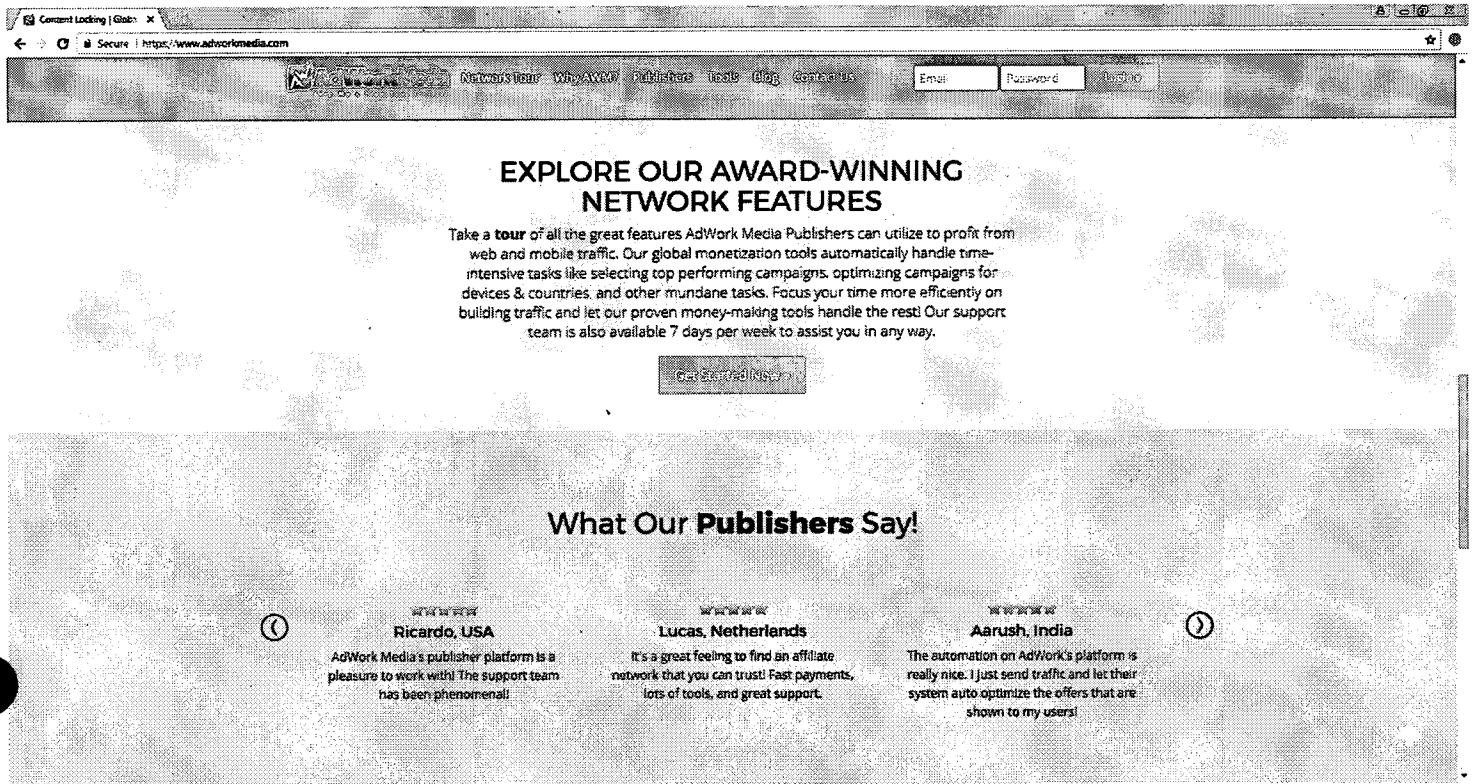 Content Locking | Glob
Secure | https://www.adworkmedia.com
Network Tour Why AWM? Publishers Tools Blog Contact Us Email Password
EXPLORE OUR AWARD-WINNING
NETWORK FEATURES
Take a tour of all the great features AdWork Media Publishers can utilize to profit from
web and mobile traffic. Our global monetization tools automatically handle time-
intensive tasks like selecting top performing campaigns, optimizing campaigns for
devices & countries, and other mundane tasks. Focus your time more efficiently on
building traffic and let our proven money-making tools handle the rest! Our support
team is also available 7 days per week to assist you in any way.
Get Started Now
What Our Publishers Say!
Ricardo, USA
AdWork Media's publisher platform is a
pleasure to work with! The support team
has been phenomenal!
Lucas, Netherlands
It's a great feeling to find an affiliate
network that you can trust! Fast payments,
lots of tools, and great support.
Aarush, India
The automation on AdWork's platform is
really nice. I just send traffic and let their
system auto optimize the offers that are
shown to my users!